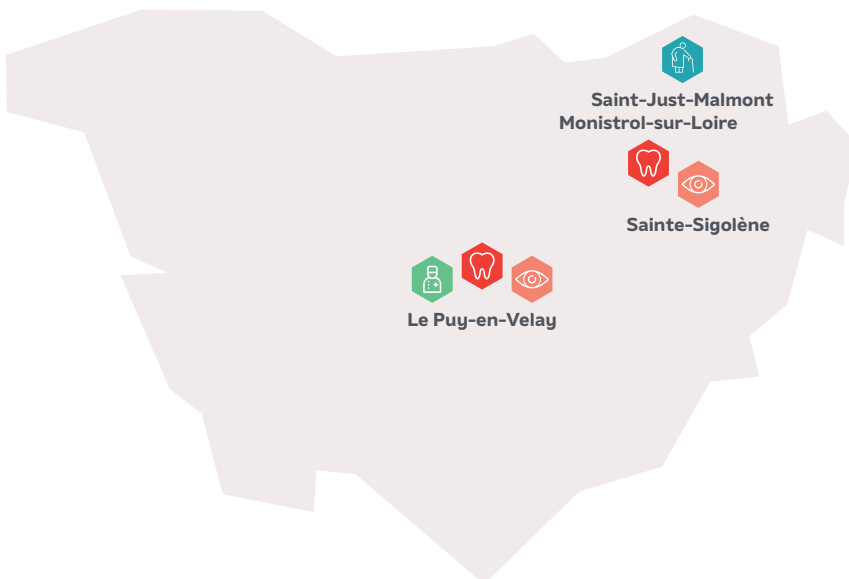 Saint-Just-Malmont
Monistrol-sur-Loire
Sainte-Sigolène
Le Puy-en-Velay